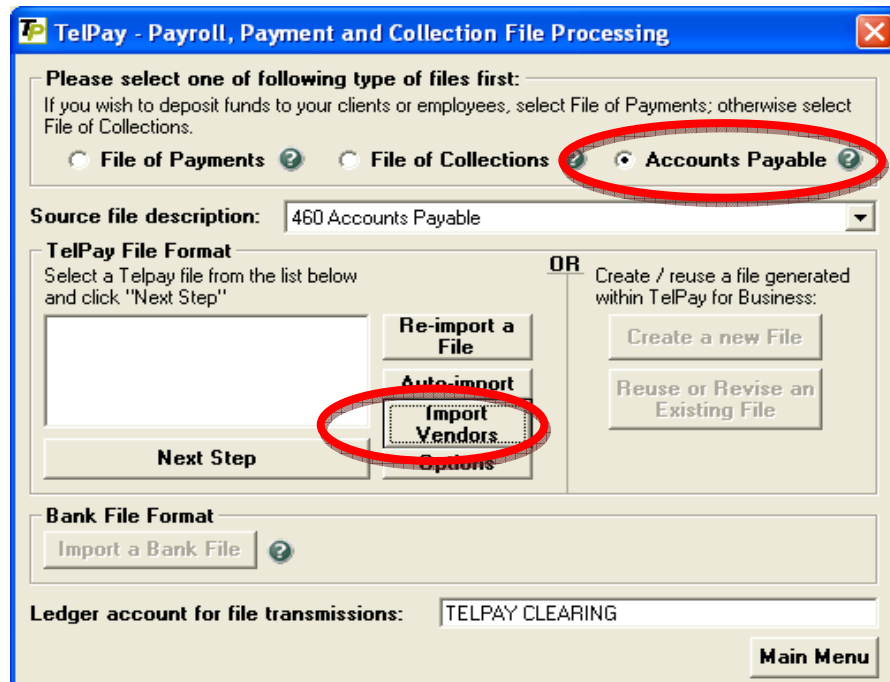 TP TelPay - Payroll, Payment and Collection File Processing
Please select one of following type of files first:
If you wish to deposit funds to your clients or employees, select File of Payments; otherwise select
File of Collections.
File of Payments ? File of Collections ? Accounts Payable ?
Source file description: 460 Accounts Payable
TelPay File Format
Select a Telpay file from the list below
and click "Next Step"
Re-import a
File
Auto-import
Import
Vendors
Options
Next Step
OR
Create / reuse a file generated
within TelPay for Business:
Create a new File
Reuse or Revise an
Existing File
Bank File Format
Import a Bank File ?
Ledger account for file transmissions: TELPAY CLEARING
Main Menu